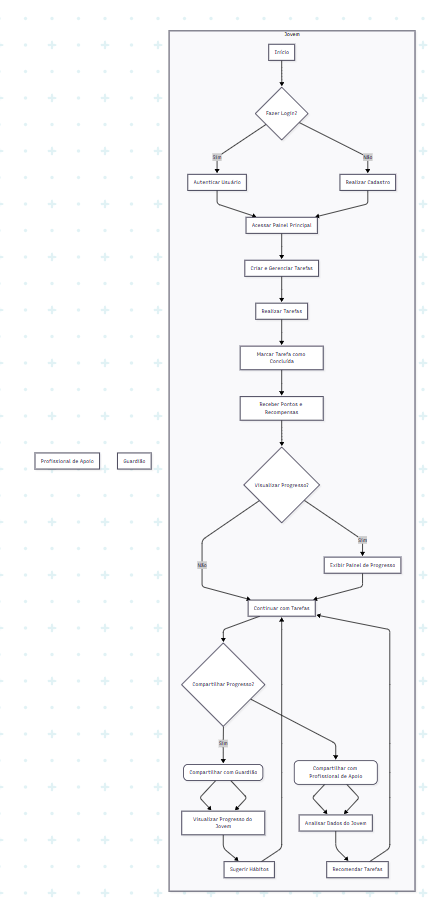 Jovem
Início
Fazer Login?
Sim
Não
Autenticar Usuário
Realizar Cadastro
Acessar Painel Principal
Criar e Gerenciar Tarefas
Realizar Tarefas
Marcar Tarefa como
Concluída
Receber Pontos e
Recompensas
Profissional de Apoio
Guardião
Visualizar Progresso?
Sim
Não
Exibir Painel de Progresso
Continuar com Tarefas
Compartilhar Progresso?
Sim
Compartilhar com Guardião
Compartilhar com
Profissional de Apoio
Visualizar Progresso do
Jovem
Analisar Dados do Jovem
Sugerir Hábitos
Recomendar Tarefas